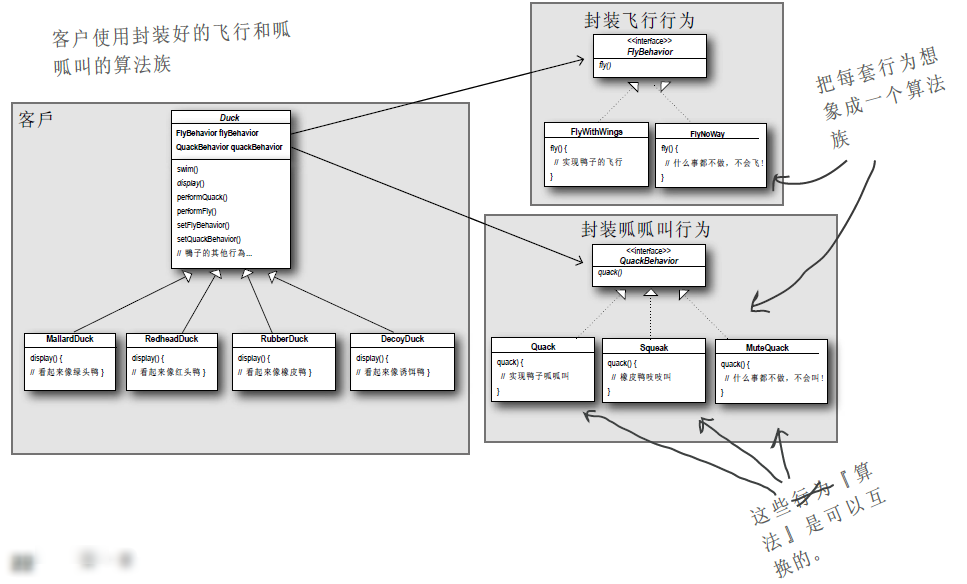 客户使用封装好的飞行和呱
呱叫的算法族
客戶
Duck
FlyBehavior flyBehavior
QuackBehavior quackBehavior
swim()
display()
performQuack()
performFly()
setFlyBehavior()
setQuackBehavior()
// 鴨子的其他行為...
MallardDuck
display() {
// 看起來像绿头鸭 }
RedheadDuck
display() {
// 看起來像红头鸭 }
RubberDuck
display() {
// 看起來像橡皮鸭 }
DecoyDuck
display() {
// 看起來像诱饵鸭 }
封装飞行行为
<<interface>>
FlyBehavior
fly()
FlyWithWings
fly() {
// 实现鸭子的飞行
}
FlyNoWay
fly() {
// 什么事都不做，不会飞！
}
把每套行为想
象成一个算法
族
封装呱呱叫行为
<<interface>>
QuackBehavior
quack()
Quack
quack() {
// 实现鸭子呱呱叫
}
Squeak
quack() {
// 橡皮鸭吱吱叫
}
MuteQuack
quack() {
// 什么事都不做，不会叫！
}
这些行为『算
法』是可以互
换的。